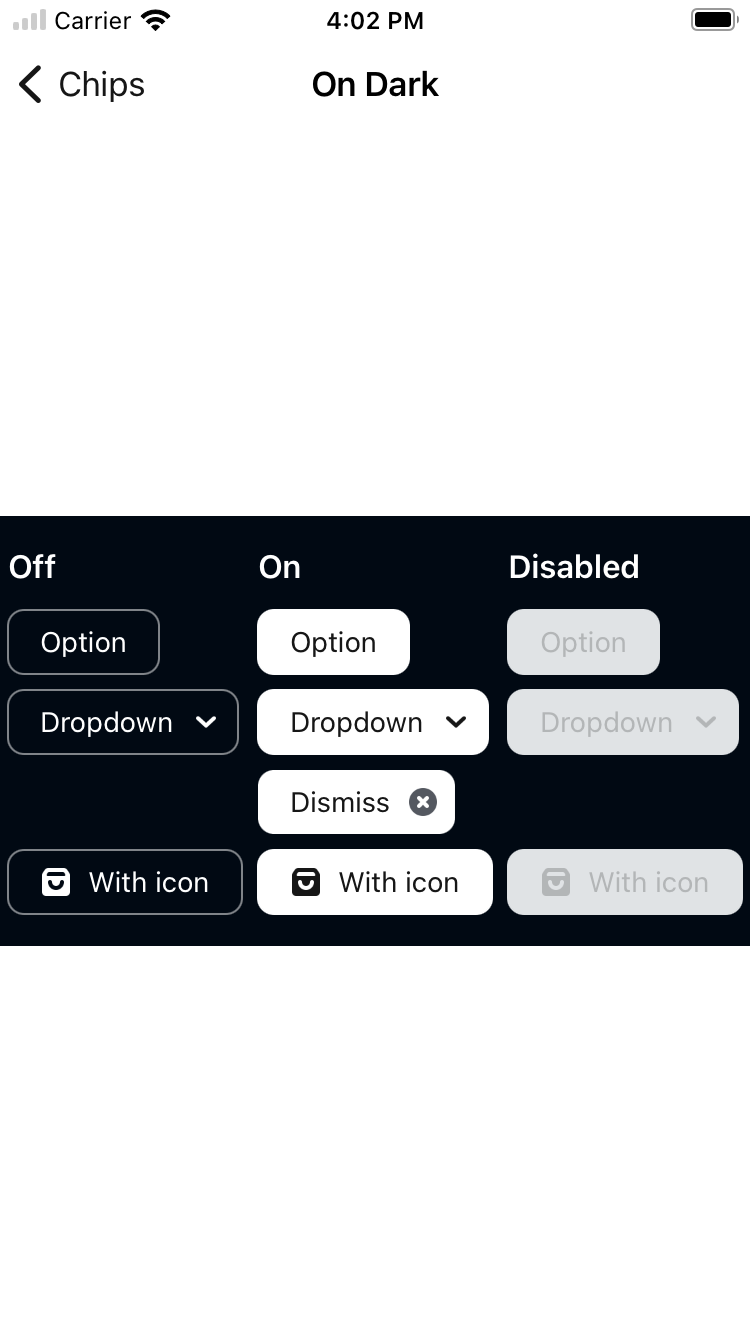 Carrier 4:02 PM
Chips On Dark
Off On Disabled
Option Option Option
Dropdown Dropdown Dropdown
Dismiss
With icon With icon With icon